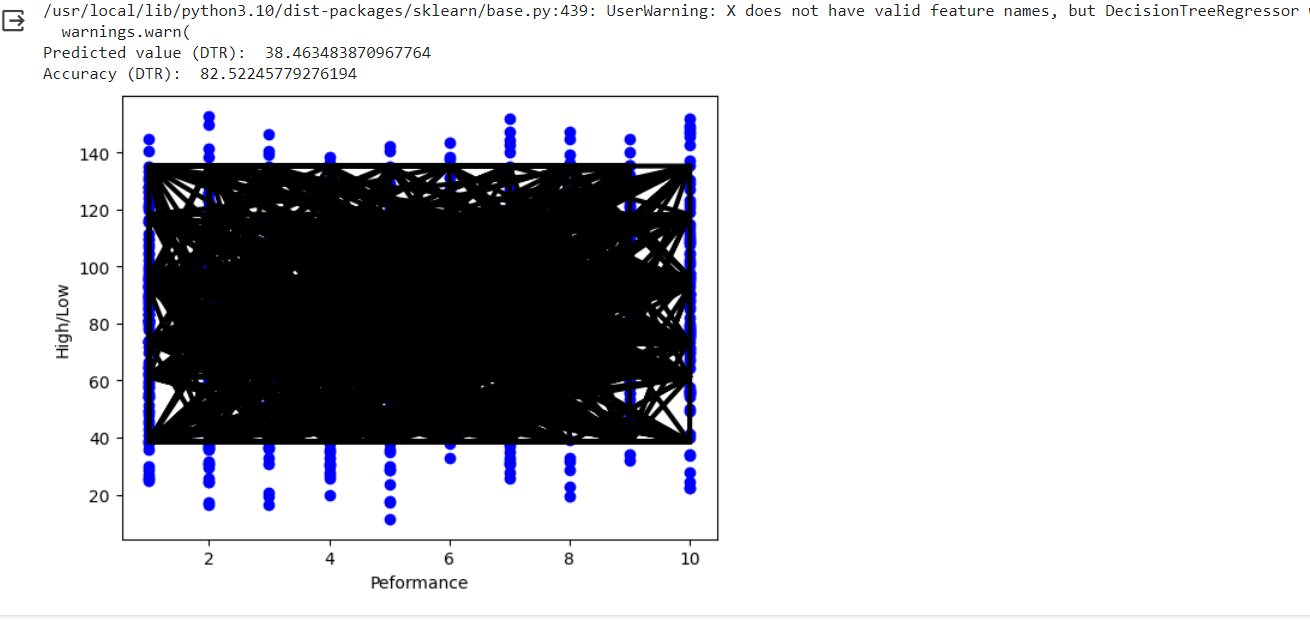 /usr/local/lib/python3.10/dist-packages/sklearn/base.py:439: UserWarning: X does not have valid feature names, but DecisionTreeRegressor
warnings.warn(
Predicted value (DTR):  38.463483870967764
Accuracy (DTR):  82.52245779276194
140
120
100
80
60
40
20
High/Low
2 4 6 8 10
Peformance